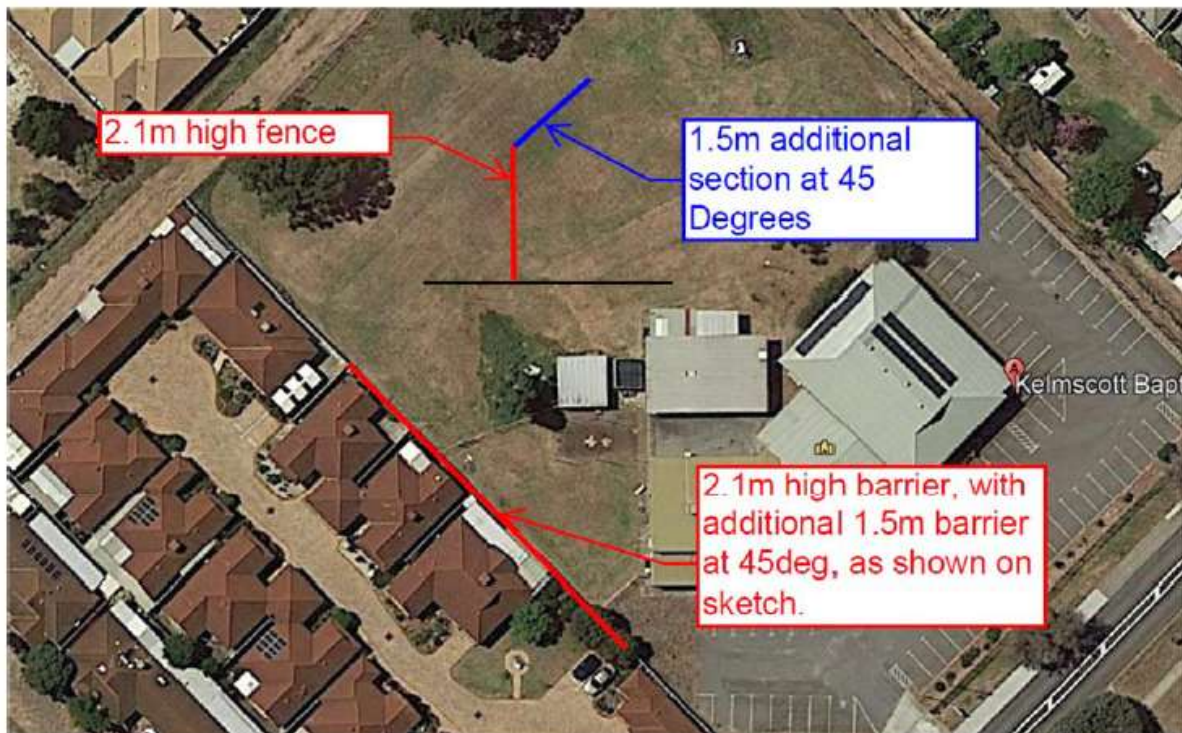 2.1m high fence
1.5m additional
section at 45
Degrees
A
Kelmscott Bapt
2.1m high barrier, with
additional 1.5m barrier
at 45deg, as shown on
sketch.